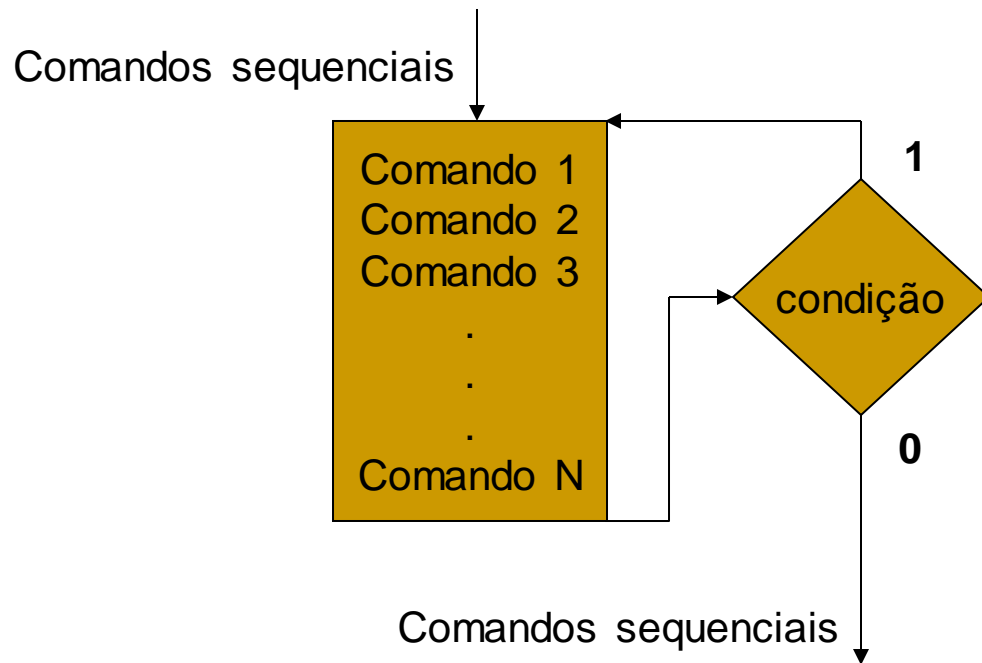 Comandos sequenciais
Comando 1
Comando 2
Comando 3
.
.
.
Comando N
1
condição
0
Comandos sequenciais